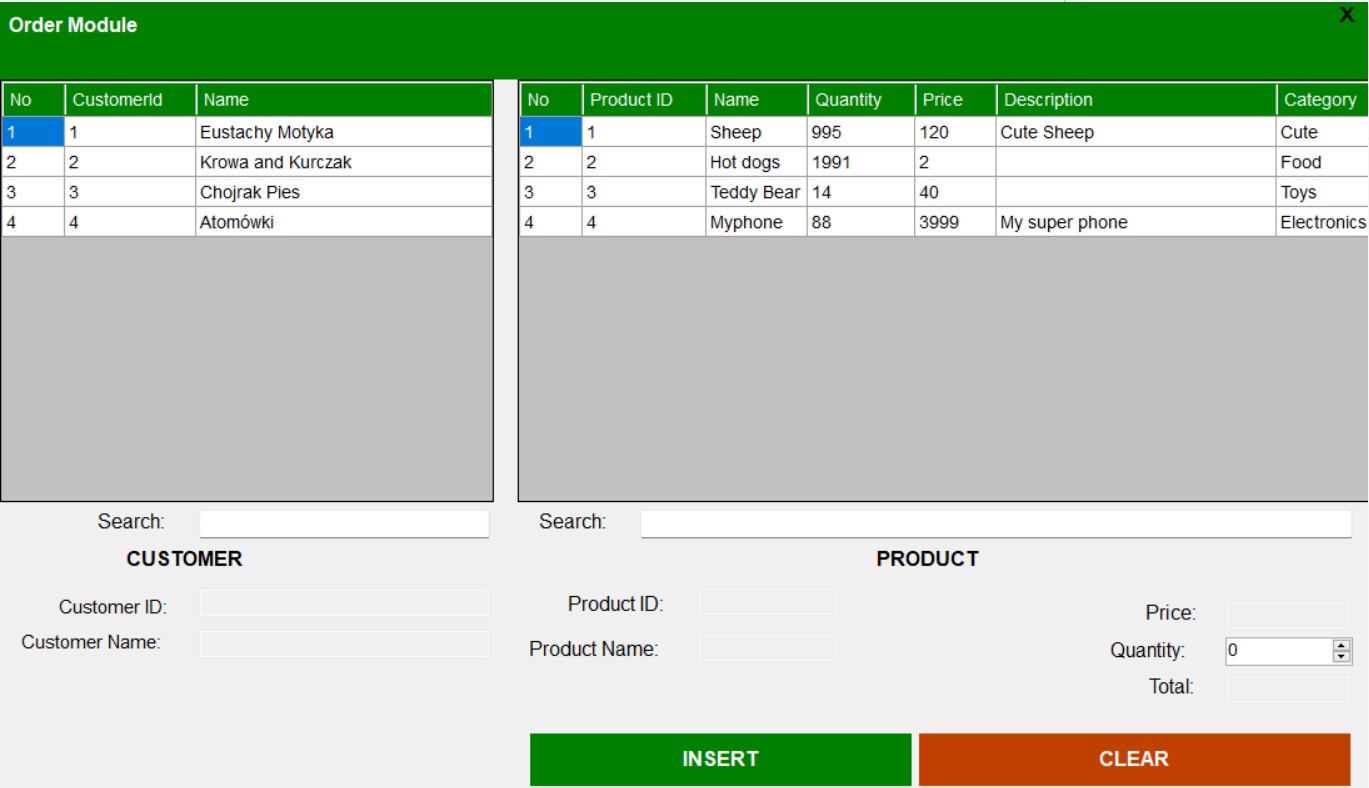 Order Module X
No CustomerId Name
1 1 Eustachy Motyka
2 2 Krowa and Kurczak
3 3 Chojrak Pies
4 4 Atomówki
Search:
CUSTOMER
Customer ID:
Customer Name:
No Product ID Name Quantity Price Description Category
1 1 Sheep 995 120 Cute Sheep Cute
2 2 Hot dogs 1991 2 Food
3 3 Teddy Bear 14 40 Toys
4 4 Myphone 88 3999 My super phone Electronics
Search:
PRODUCT
Product ID:
Product Name:
Price:
Quantity: 0
Total:
INSERT CLEAR